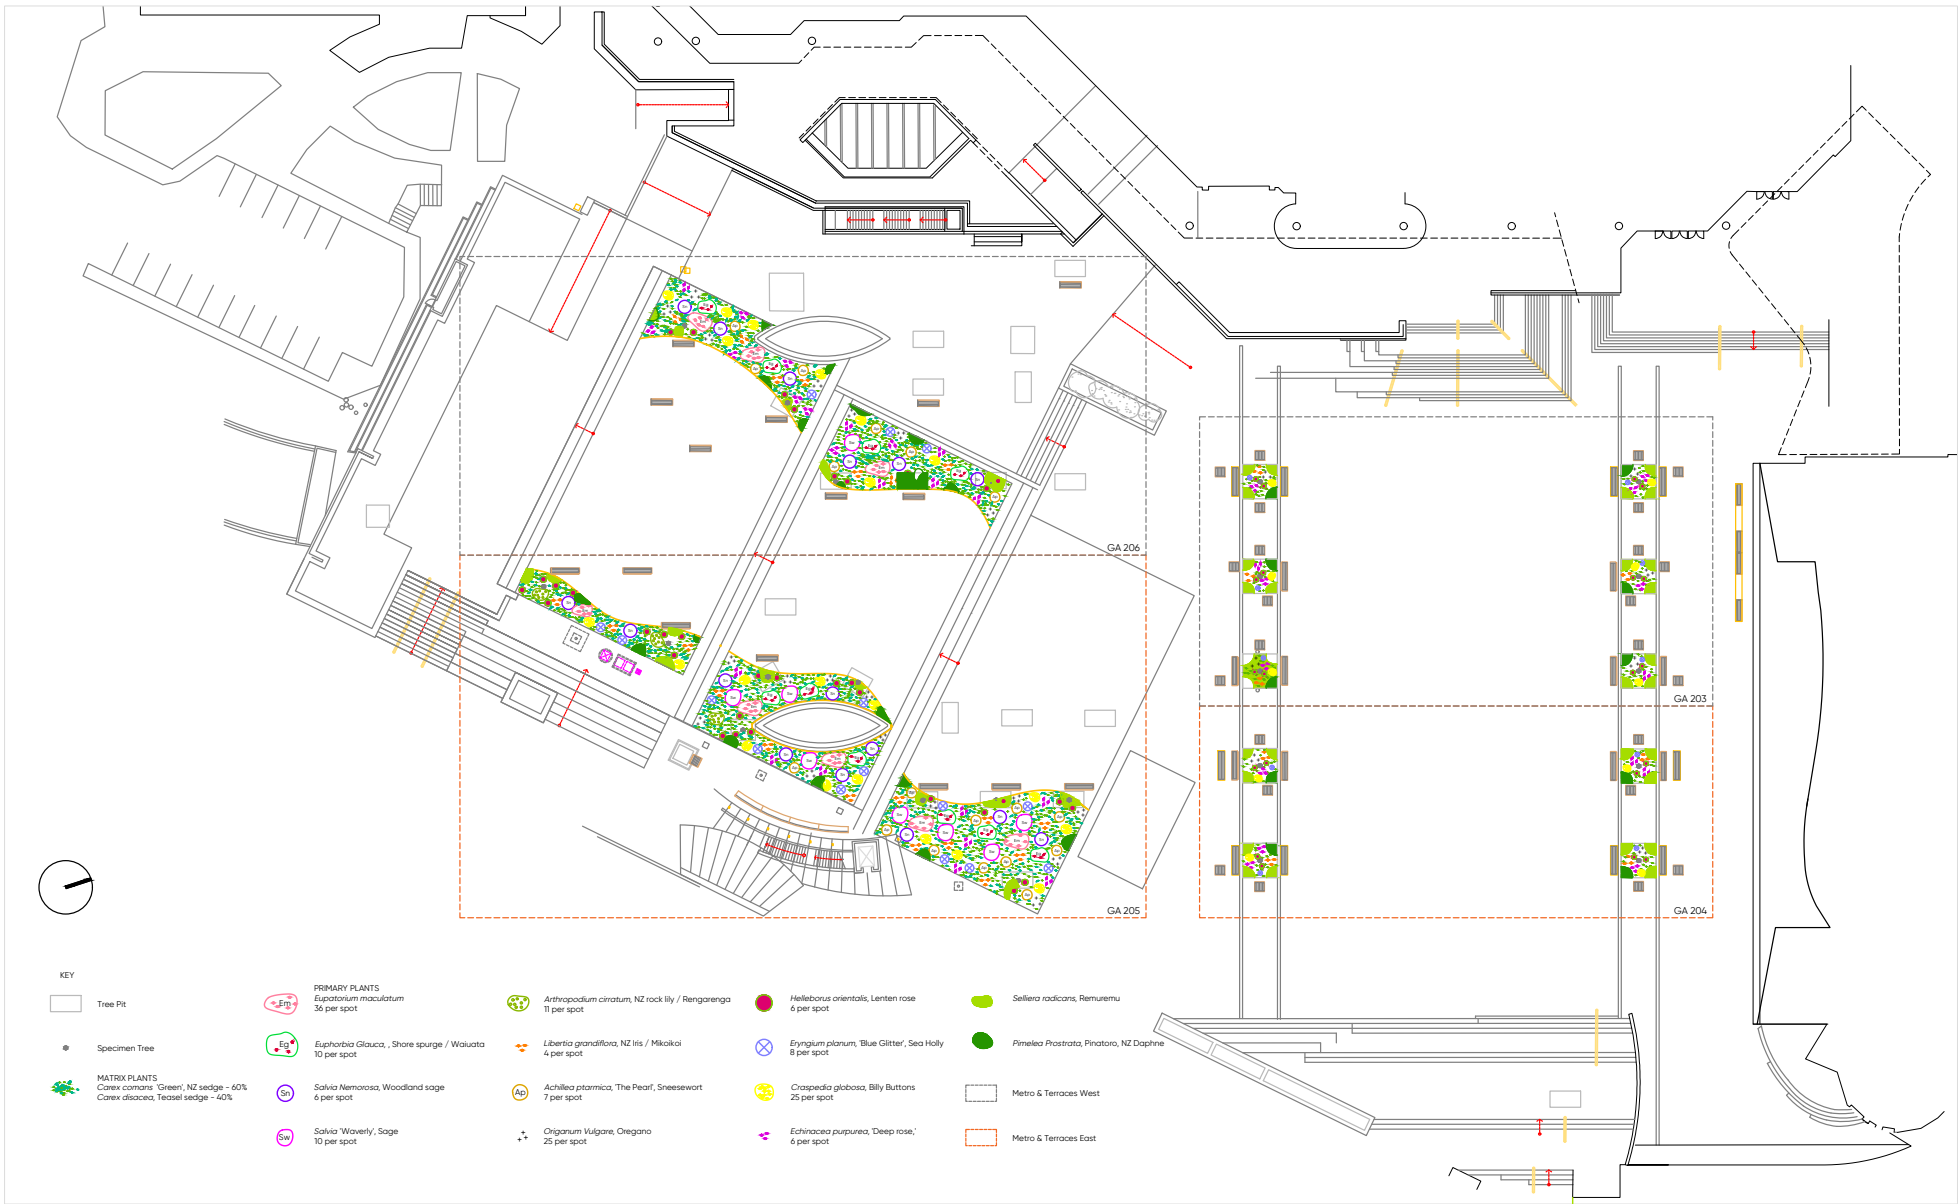 GA 206
GA 203
GA 205
GA 204
KEY
Tree Pit
Specimen Tree
MATRIX PLANTS
Carex comans 'Green', NZ sedge - 60%
Carex disacea, Teasel sedge - 40%
PRIMARY PLANTS
Em
Eupatorium maculatum
36 per spot
Eg
Euphorbia Glauca, , Shore spurge / Waiuata
10 per spot
Sn
Salvia Nemorosa, Woodland sage
6 per spot
Sw
Salvia 'Waverly', Sage
10 per spot
Arthropodium cirratum, NZ rock lily / Rengarenga
11 per spot
Libertia grandiflora, NZ Iris / Mikoikoi
4 per spot
Ap
Achillea ptarmica, 'The Pearl', Sneesewort
7 per spot
Origanum Vulgare, Oregano
25 per spot
Helleborus orientalis, Lenten rose
6 per spot
Eryngium planum, 'Blue Glitter', Sea Holly
8 per spot
Craspedia globosa, Billy Buttons
25 per spot
Echinacea purpurea, 'Deep rose,'
6 per spot
Selliera radicans, Remuremu
Pimelea Prostrata, Pinatoro, NZ Daphne
Metro & Terraces West
Metro & Terraces East